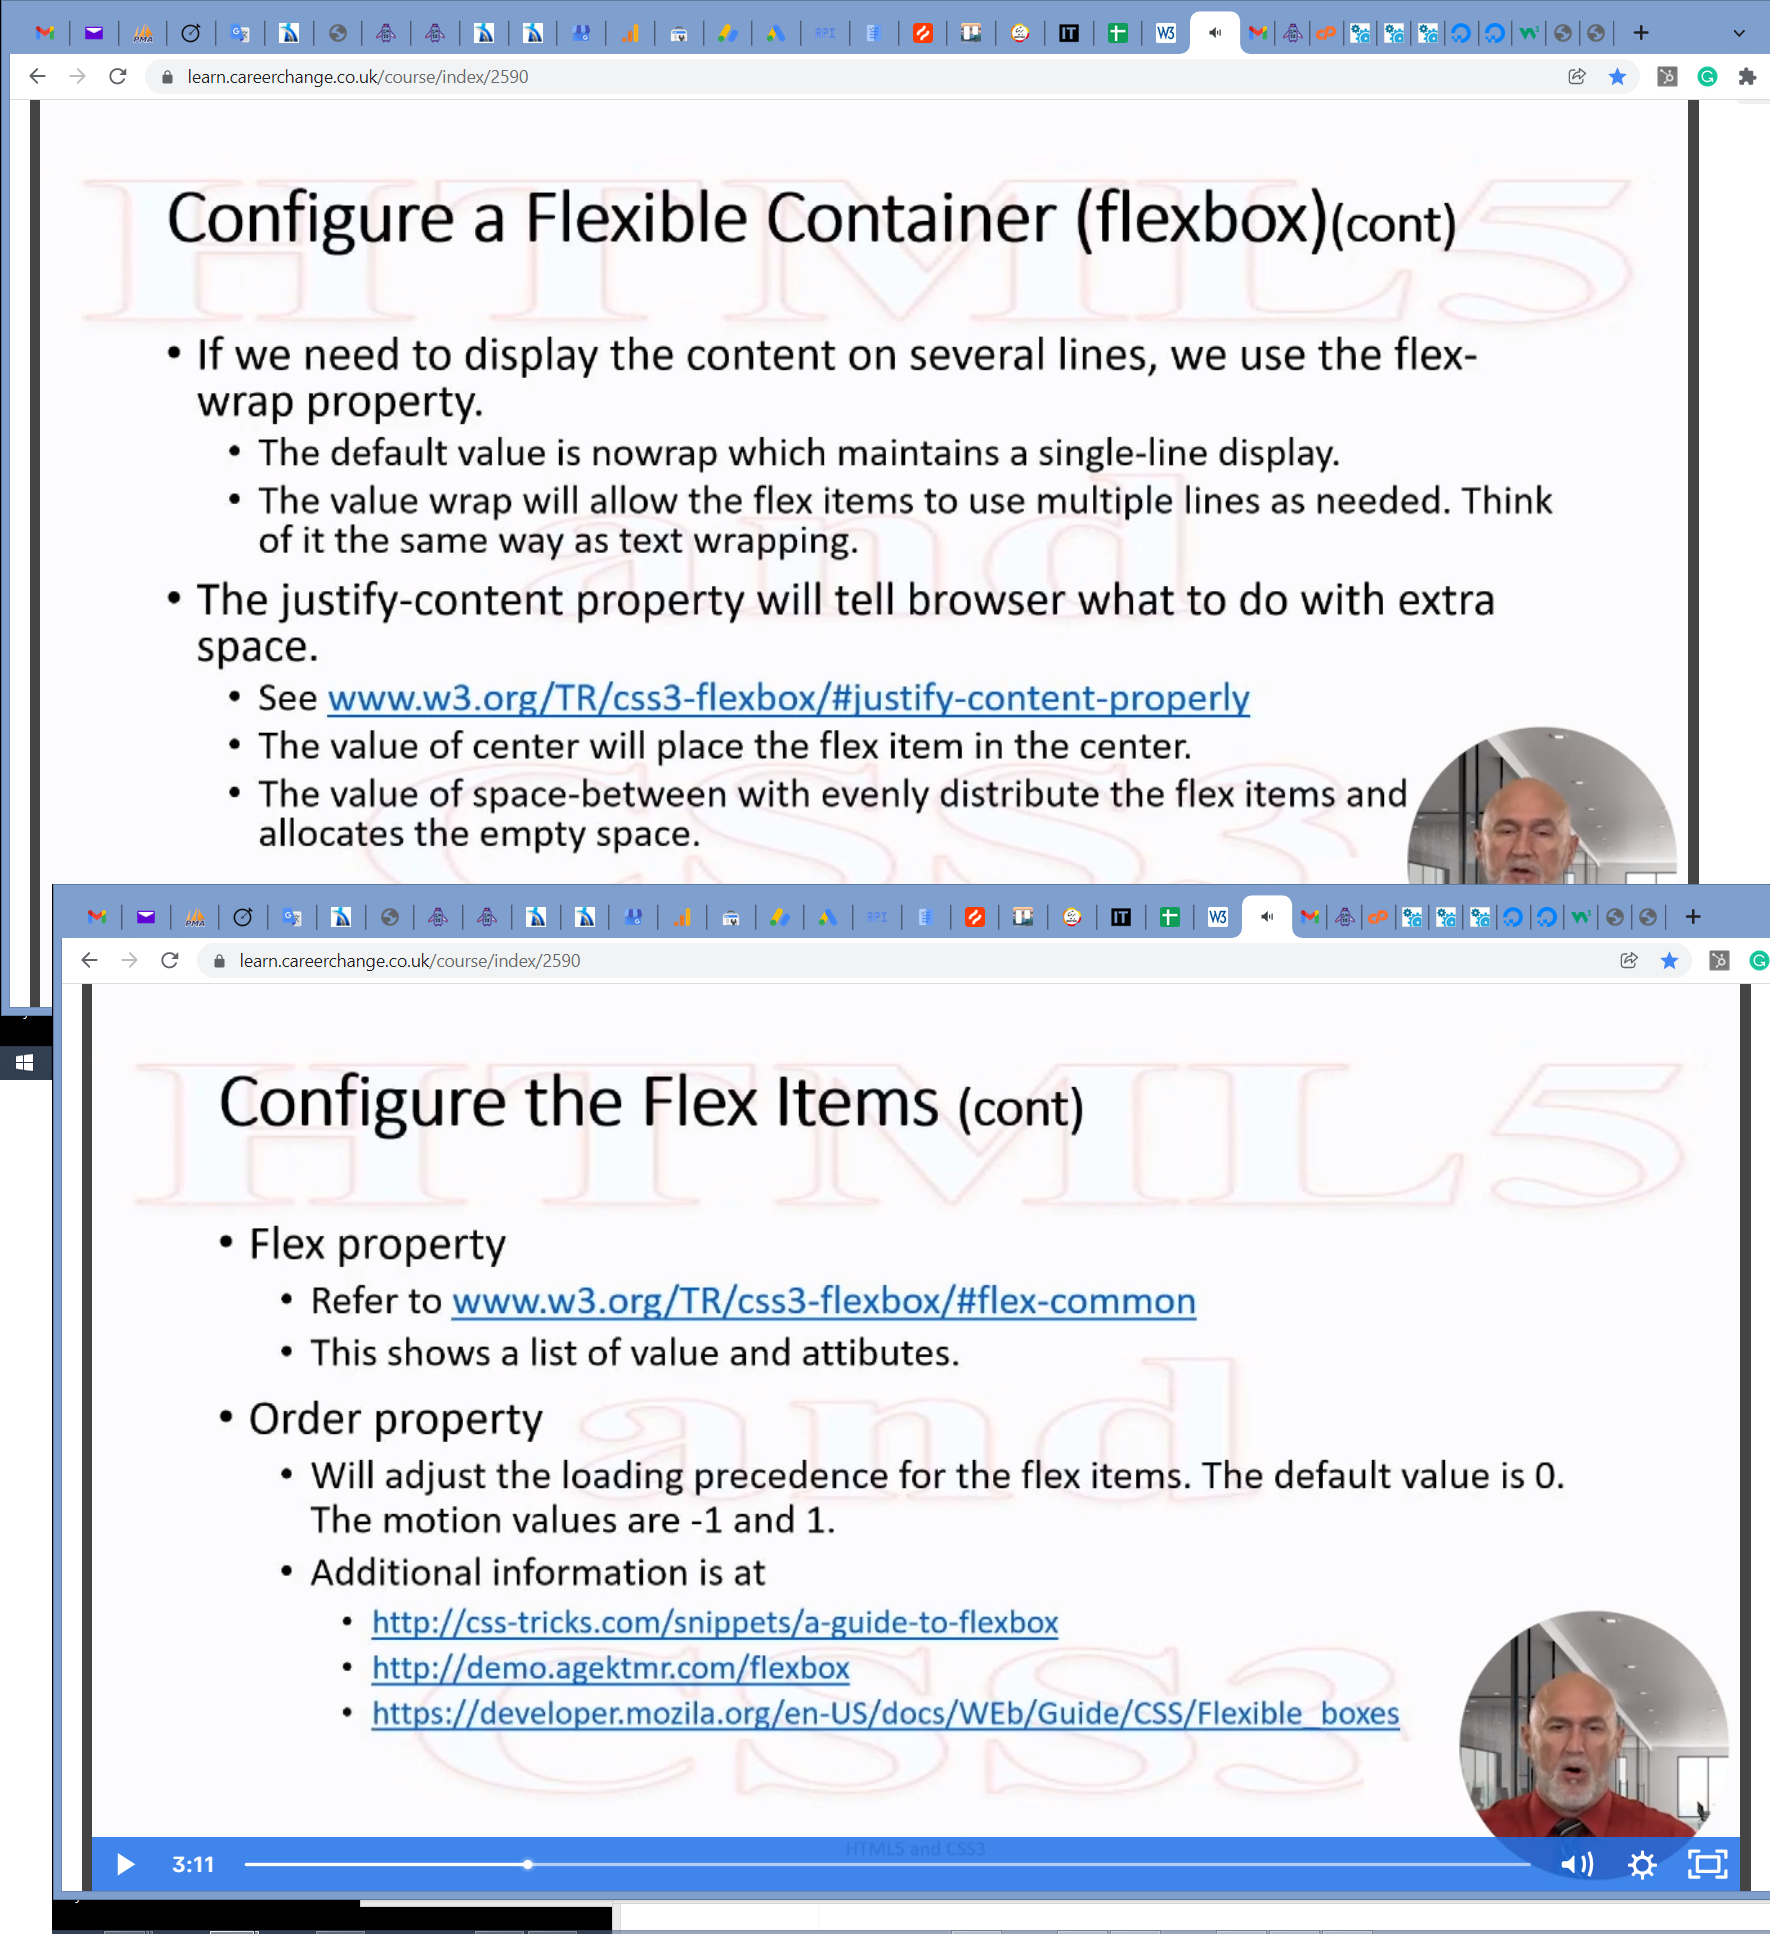 learn.careerchange.co.uk/course/index/2590
Configure a Flexible Container (flexbox)(cont)
• If we need to display the content on several lines, we use the flex-
wrap property.
• The default value is nowrap which maintains a single-line display.
• The value wrap will allow the flex items to use multiple lines as needed. Think
of it the same way as text wrapping.
• The justify-content property will tell browser what to do with extra
space.
• See www.w3.org/TR/css3-flexbox/#justify-content-properly
• The value of center will place the flex item in the center.
• The value of space-between with evenly distribute the flex items and
allocates the empty space.
HTML5
and
CSS3
learn.careerchange.co.uk/course/index/2590
Configure the Flex Items (cont)
• Flex property
• Refer to www.w3.org/TR/css3-flexbox/#flex-common
• This shows a list of value and attibutes.
• Order property
• Will adjust the loading precedence for the flex items. The default value is 0.
The motion values are -1 and 1.
• Additional information is at
• http://css-tricks.com/snippets/a-guide-to-flexbox
• http://demo.agektmr.com/flexbox
• https://developer.mozila.org/en-US/docs/WEb/Guide/CSS/Flexible_boxes
HTML5
and
CSS3
HTML5 and CSS3
3:11